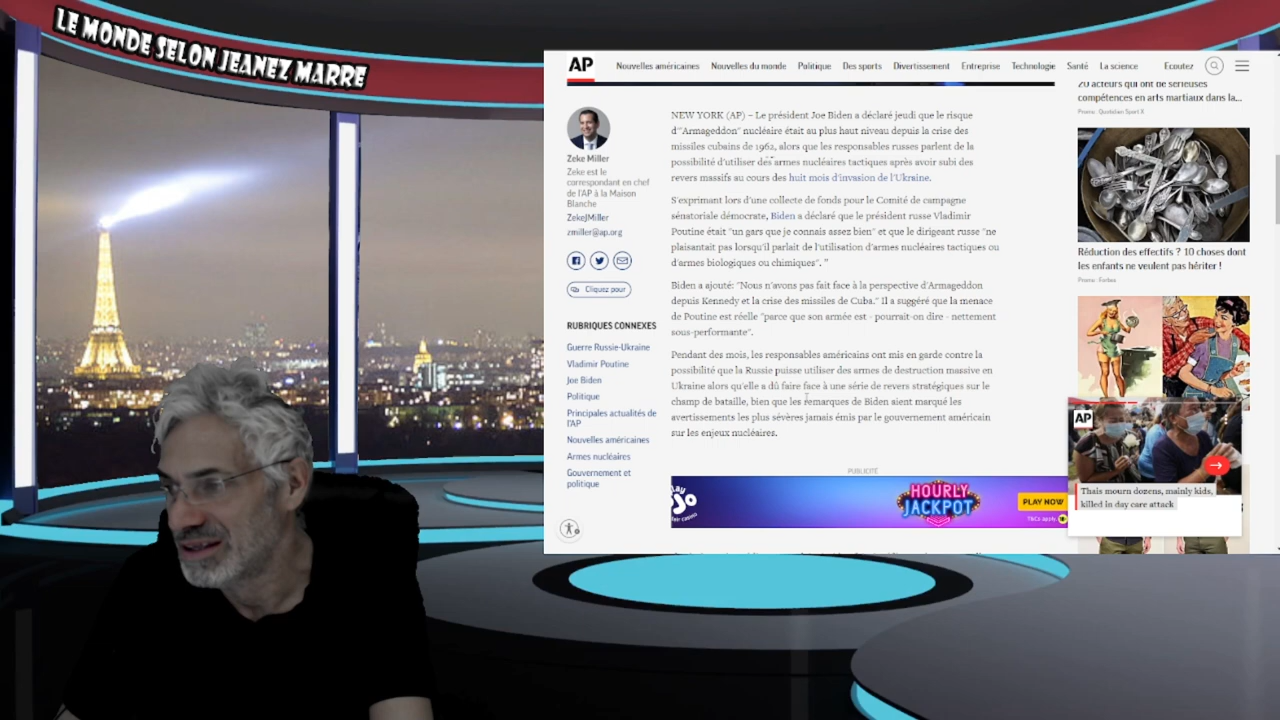 LE MONDE SELON JEANEZ MARRE
AP
Nouvelles américaines
Nouvelles du monde
Politique
Des sports
Divertissement
Entreprise
Technologie
Santé
La science
Ecoutez
Zeke Miller
Zeke est le
correspondant en chef
de l'AP à la Maison
Blanche
ZekeJMiller
zmiller@ap.org
Cliquez pour
RUBRIQUES CONNEXES
Guerre Russie-Ukraine
Vladimir Poutine
Joe Biden
Politique
Principales actualités de
l'AP
Nouvelles américaines
Armes nucléaires
Gouvernement et
politique
NEW YORK (AP) – Le président Joe Biden a déclaré jeudi que le risque
d'"Armageddon" nucléaire était au plus haut niveau depuis la crise des
missiles cubains de 1962, alors que les responsables russes parlent de la
possibilité d'utiliser des armes nucléaires tactiques après avoir subi des
revers massifs au cours des huit mois d'invasion de l'Ukraine.
S'exprimant lors d'une collecte de fonds pour le Comité de campagne
sénatoriale démocrate, Biden a déclaré que le président russe Vladimir
Poutine était "un gars que je connais assez bien" et que le dirigeant russe "ne
plaisantait pas lorsqu'il parlait de l'utilisation d'armes nucléaires tactiques ou
d'armes biologiques ou chimiques". "
Biden a ajouté: "Nous n'avons pas fait face à la perspective d'Armageddon
depuis Kennedy et la crise des missiles de Cuba." Il a suggéré que la menace
de Poutine est réelle "parce que son armée est - pourrait-on dire - nettement
sous-performante".
Pendant des mois, les responsables américains ont mis en garde contre la
possibilité que la Russie puisse utiliser des armes de destruction massive en
Ukraine alors qu'elle a dû faire face à une série de revers stratégiques sur le
champ de bataille, bien que les remarques de Biden aient marqué les
avertissements les plus sévères jamais émis par le gouvernement américain
sur les enjeux nucléaires.
PUBLICITÉ
HOURLY
JACKPOT
PLAY NOW
T&Cs apply.
20 acteurs qui ont de sérieuses
compétences en arts martiaux dans la...
Promo: Quotidian Sport X
Réduction des effectifs ? 10 choses dont
les enfants ne veulent pas hériter !
Promo: Forbes
AP
Thais mourn dozens, mainly kids,
killed in day care attack